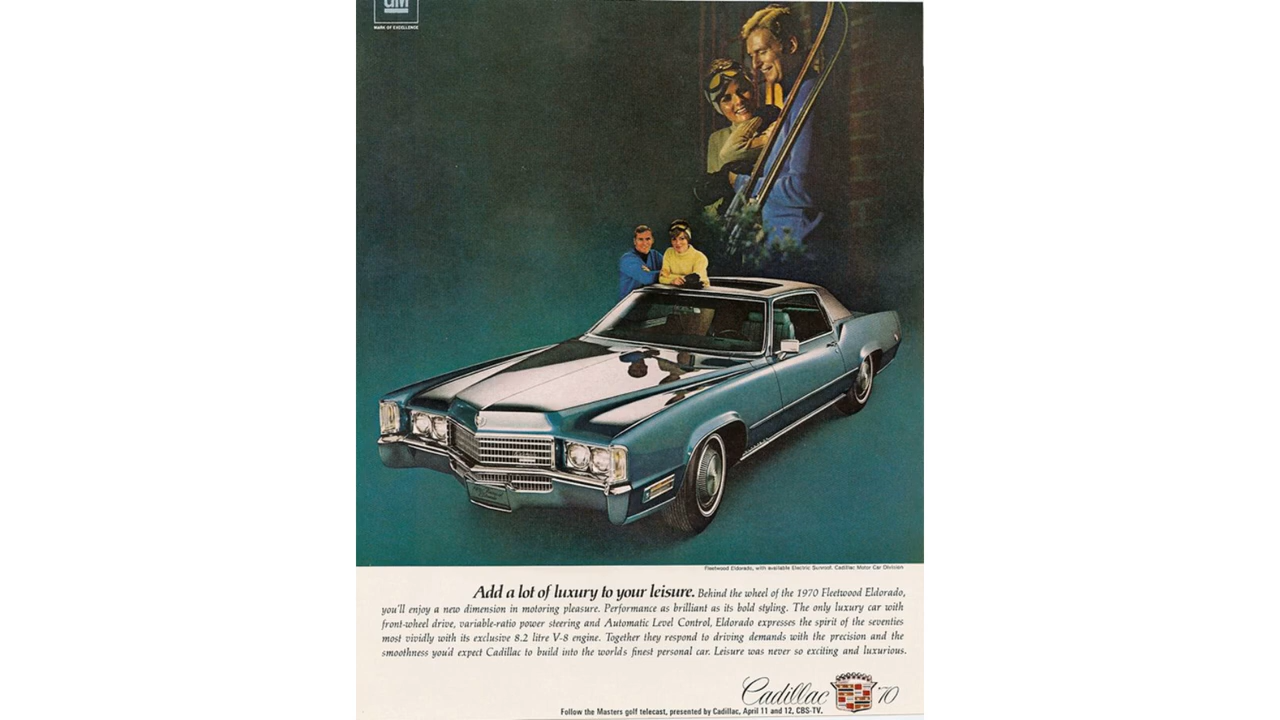 GM
MARK OF EXCELLENCE
Fleetwood Eldorado, with available Electric Sunroof. Cadillac Motor Car Division
Add a lot of luxury to your leisure. Behind the wheel of the 1970 Fleetwood Eldorado,
you'll enjoy a new dimension in motoring pleasure. Performance as brilliant as its bold styling. The only luxury car with
front-wheel drive, variable-ratio power steering and Automatic Level Control, Eldorado expresses the spirit of the seventies
most vividly with its exclusive 8.2 litre V-8 engine. Together they respond to driving demands with the precision and the
smoothness you'd expect Cadillac to build into the world's finest personal car. Leisure was never so exciting and luxurious.
Cadillac '70
Follow the Masters golf telecast, presented by Cadillac, April 11 and 12, CBS-TV.